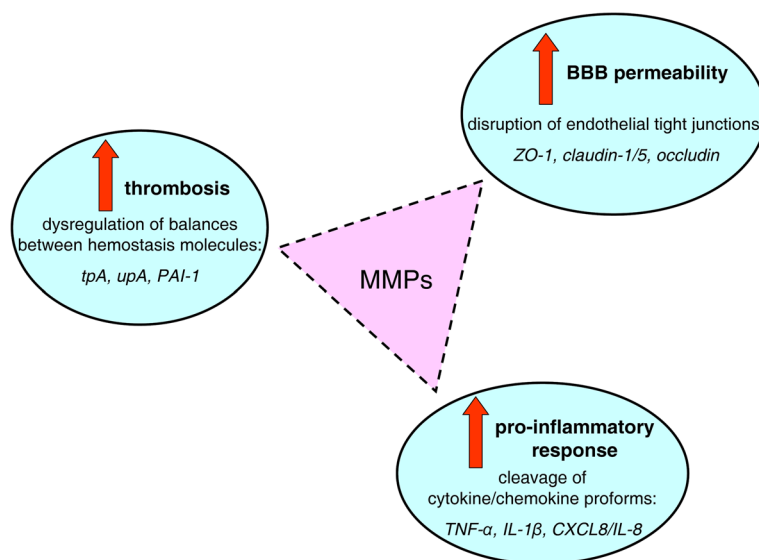 BBB permeability
disruption of endothelial tight junctions
ZO-1, claudin-1/5, occludin
thrombosis
dysregulation of balances
between hemostasis molecules:
tpA, upA, PAI-1
MMPs
pro-inflammatory
response
cleavage of
cytokine/chemokine proforms:
TNF-α, IL-1β, CXCL8/IL-8